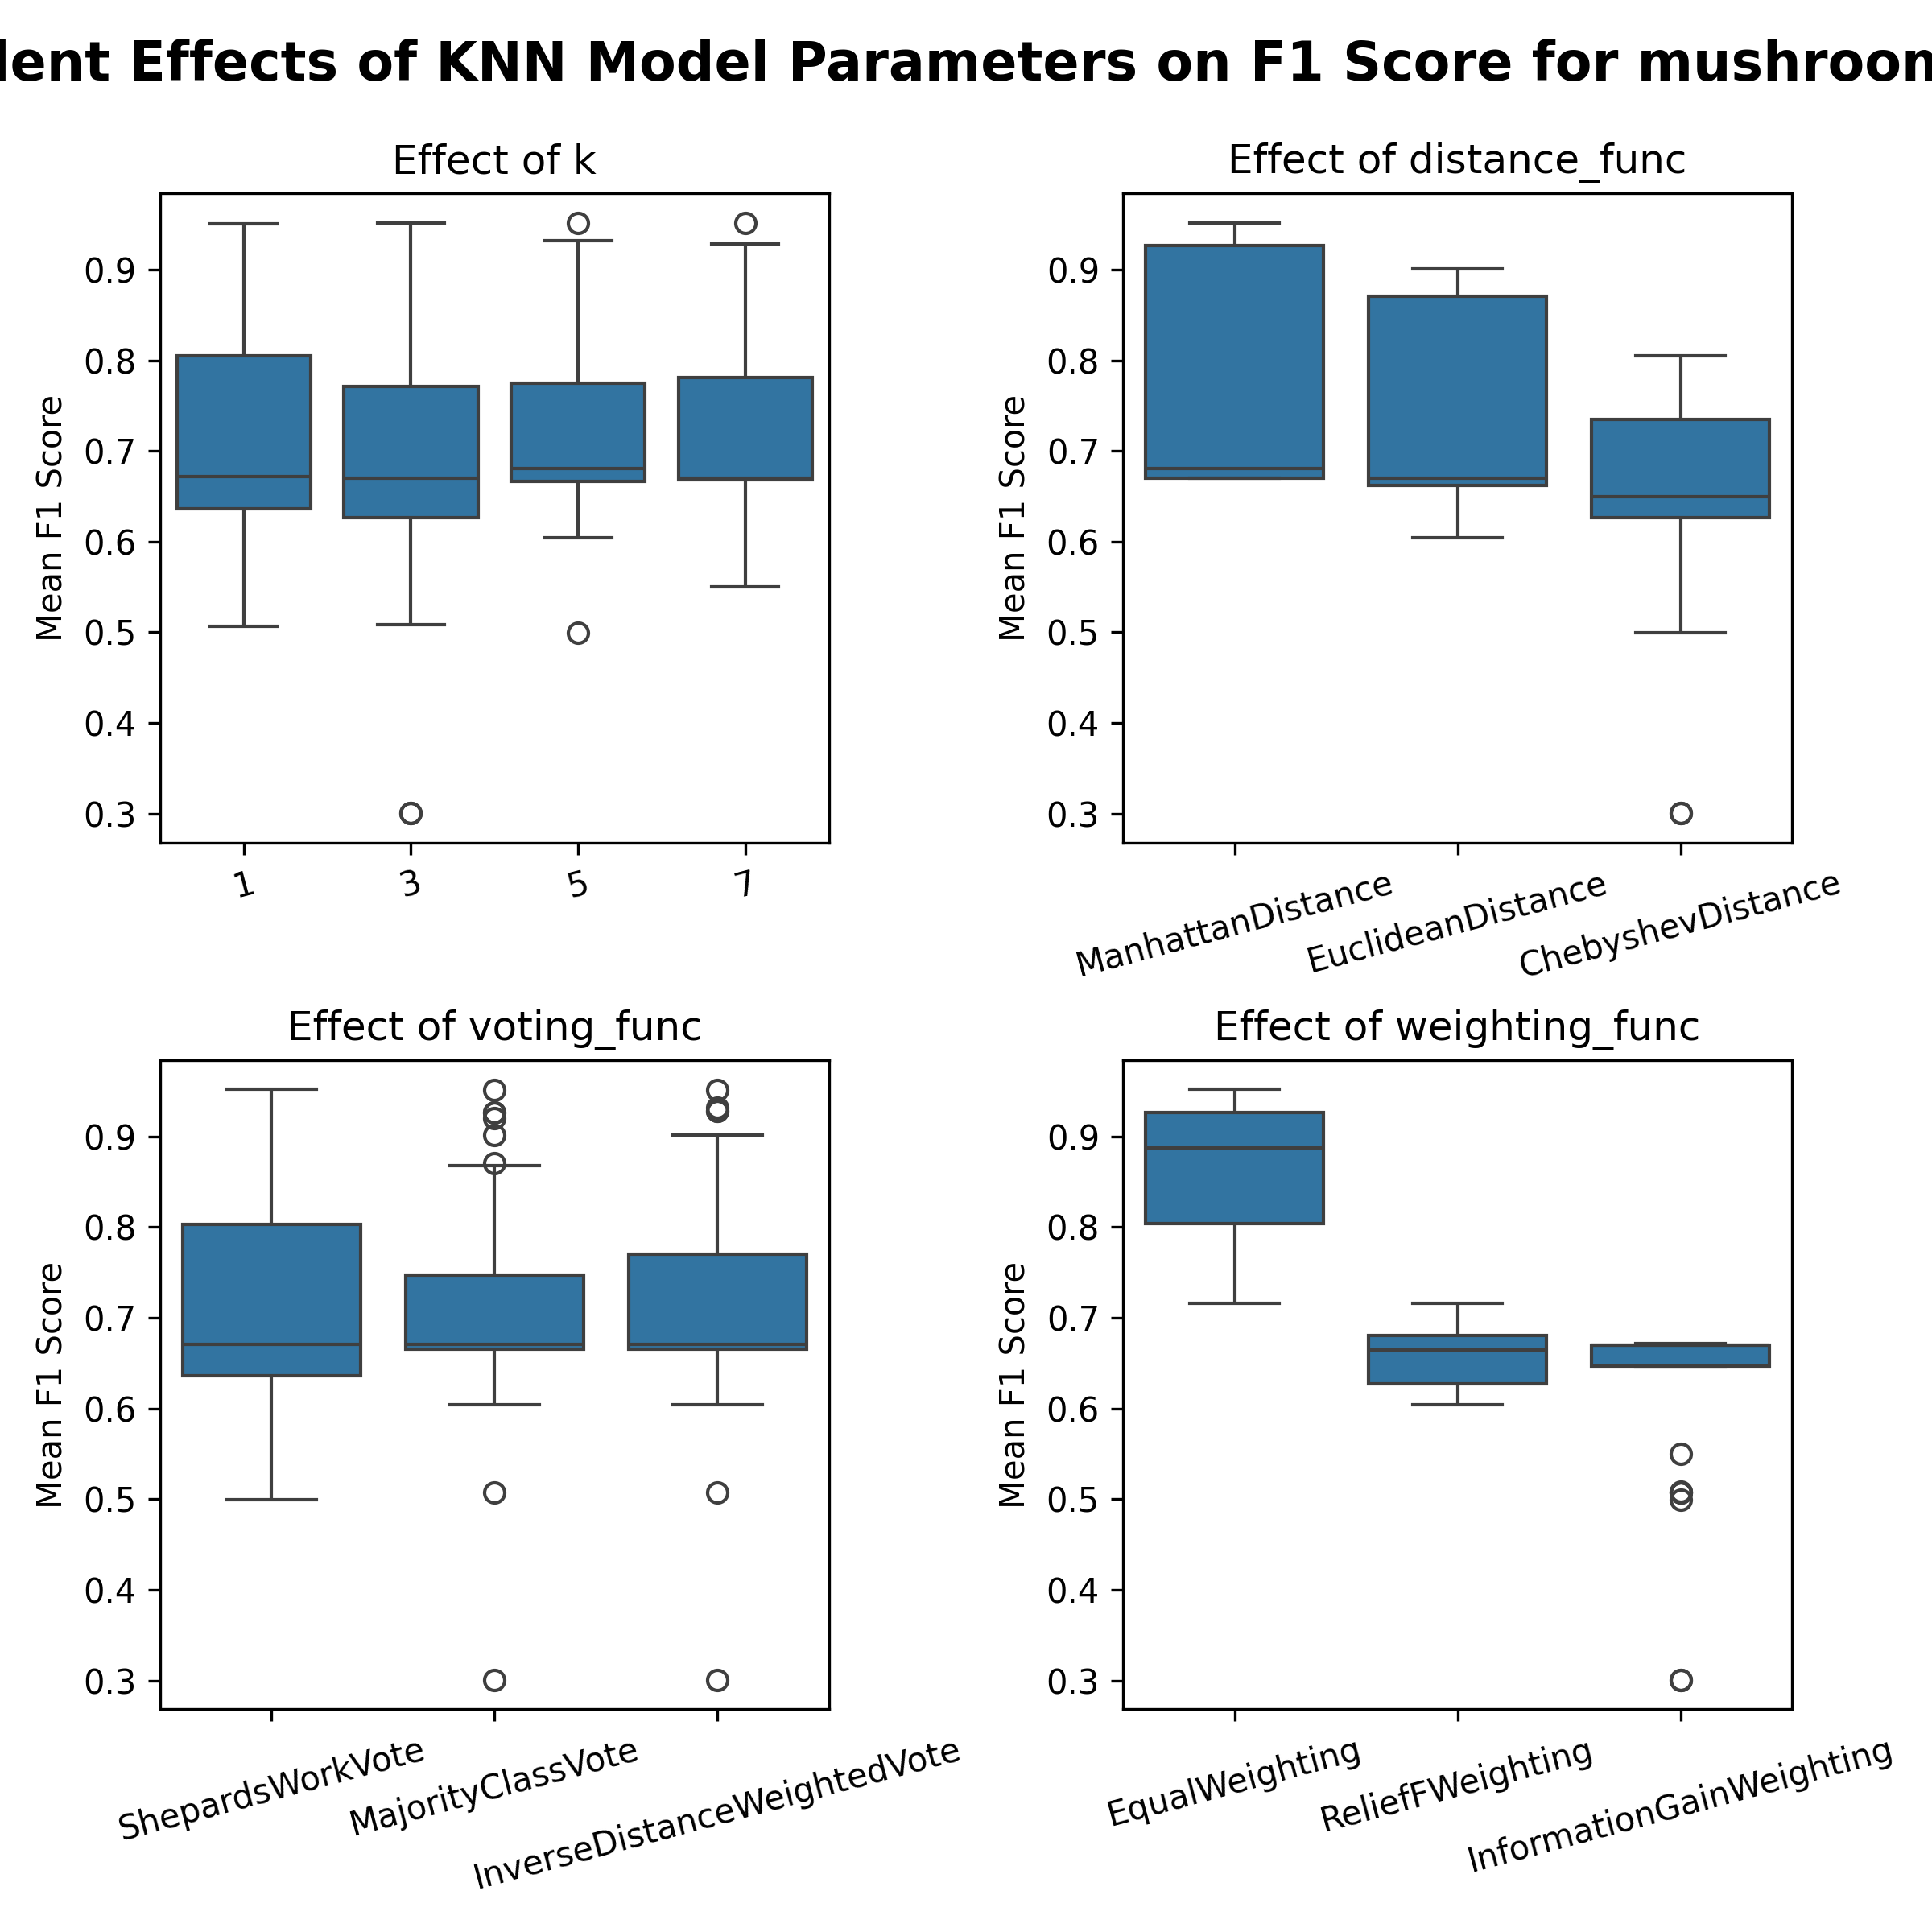 Effects of KNN Model Parameters on F1 Score for
Effect of k
Mean F1 Score
0.9
0.8
0.7
0.6
0.5
0.4
0.3
1 3 5 7
Effect of distance_func
Mean F1 Score
0.9
0.8
0.7
0.6
0.5
0.4
0.3
ManhattanDistance EuclideanDistance ChebyshevDistance
Effect of voting_func
Mean F1 Score
0.9
0.8
0.7
0.6
0.5
0.4
0.3
ShepardsWorkVote MajorityClassVote InverseDistanceWeightedVote
Effect of weighting_func
Mean F1 Score
0.9
0.8
0.7
0.6
0.5
0.4
0.3
EqualWeighting ReliefFWeighting InformationGainWeighting